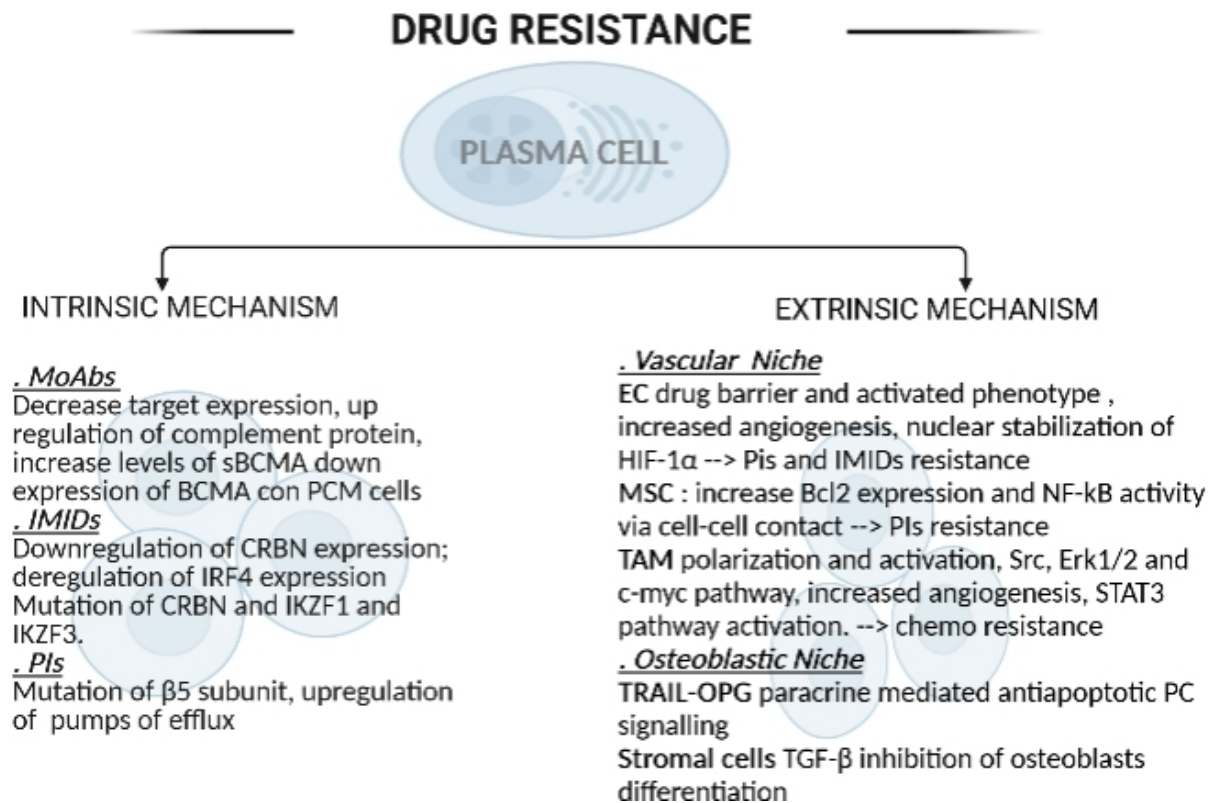 DRUG RESISTANCE
PLASMA CELL
INTRINSIC MECHANISM
. MoAbs
Decrease target expression, up
regulation of complement protein,
increase levels of sBCMA down
expression of BCMA con PCM cells
. IMIDs
Downregulation of CRBN expression;
deregulation of IRF4 expression
Mutation of CRBN and IKZF1 and
IKZF3.
. PIs
Mutation of β5 subunit, upregulation
of pumps of efflux
EXTRINSIC MECHANISM
. Vascular Niche
EC drug barrier and activated phenotype ,
increased angiogenesis, nuclear stabilization of
HIF-1α --> Pis and IMIDs resistance
MSC : increase Bcl2 expression and NF-kB activity
via cell-cell contact --> PIs resistance
TAM polarization and activation, Src, Erk1/2 and
c-myc pathway, increased angiogenesis, STAT3
pathway activation. --> chemo resistance
. Osteoblastic Niche
TRAIL-OPG paracrine mediated antiapoptotic PC
signalling
Stromal cells TGF-β inhibition of osteoblasts
differentiation